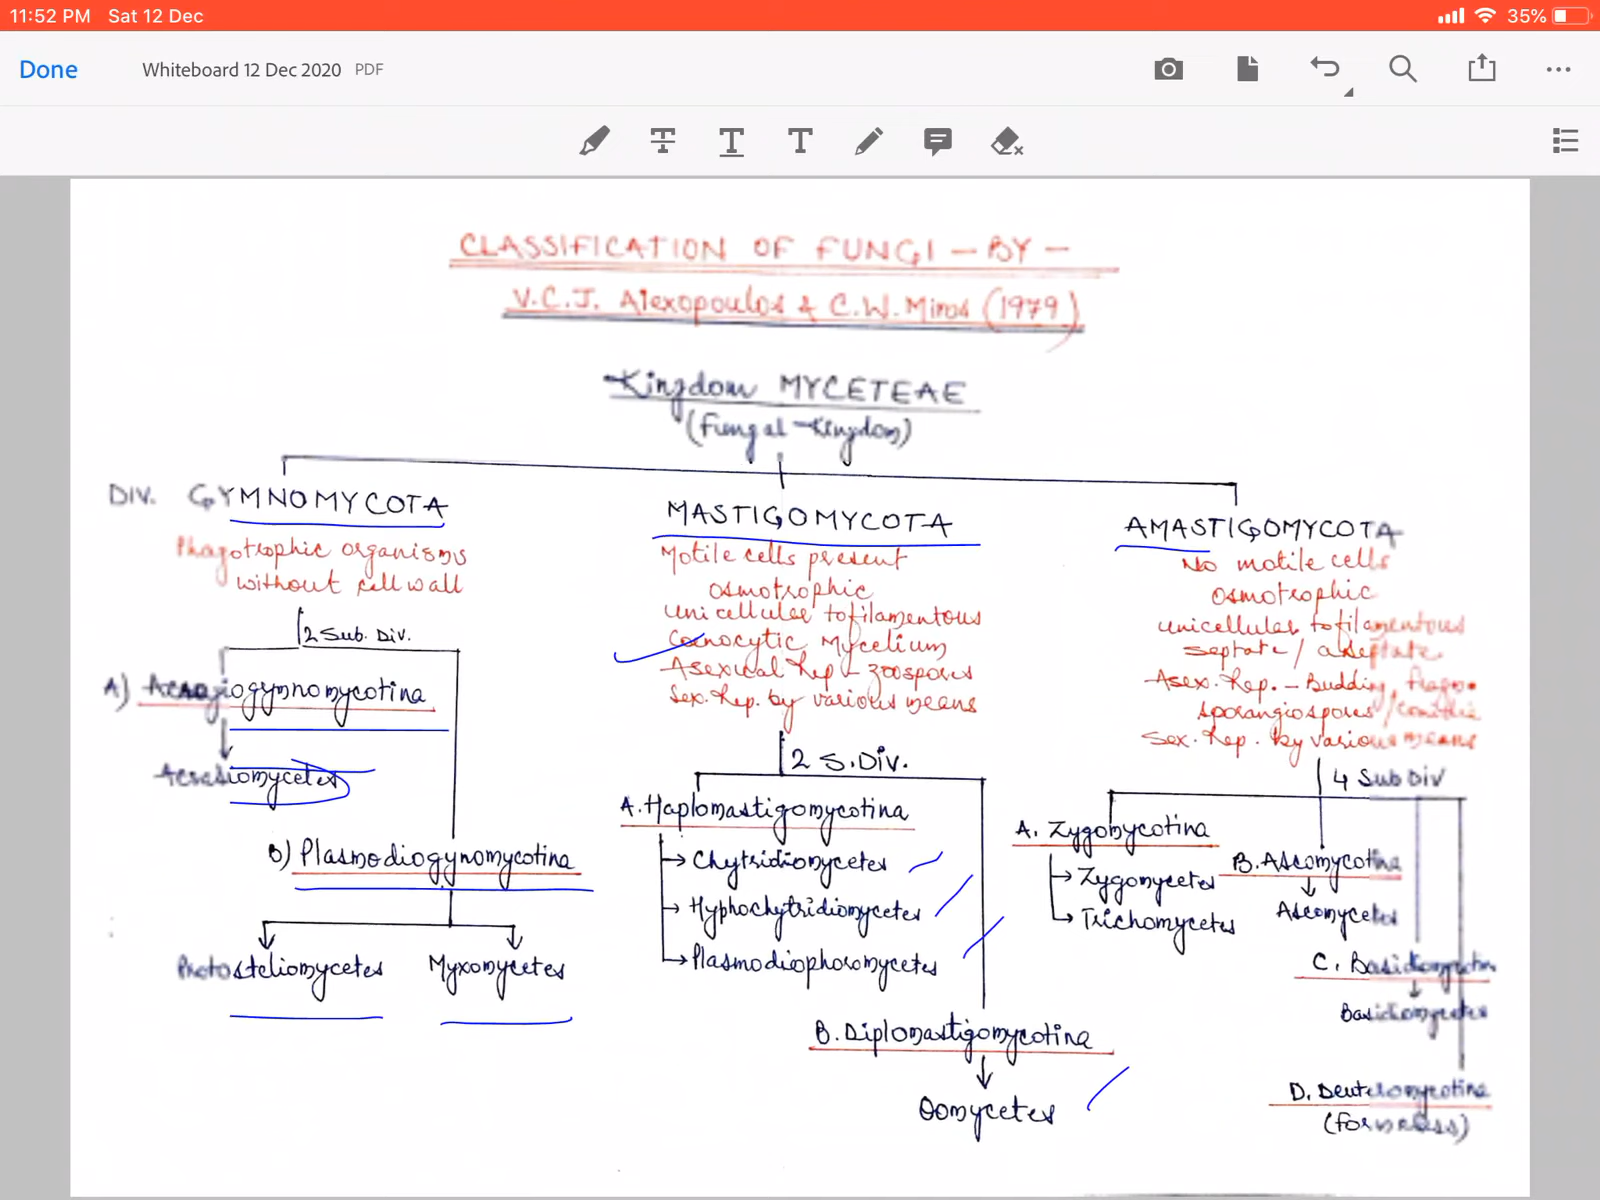 11:52 PM Sat 12 Dec 35%
Done Whiteboard 12 Dec 2020 PDF
CLASSIFICATION OF FUNGI - BY -
V.C.J. Alexopoulos & C.W. Mims (1979)
Kingdom MYCETEAE
(Fungal-Kingdom)
DIV. GYMNOMYCOTA
Phagotrophic organisms
without cell wall
2 Sub. Div.
A) Acrasiogymnomycotina
Acrasiomycetes
B) Plasmodiogynomycotina
Protosteliomycetes
Myxomycetes
MASTIGOMYCOTA
Motile cells present
osmotrophic
unicellular to filamentous
Coenocytic Mycelium
Asexual Rep - zoospores
Sex. Rep. by various means
2 S. Div.
A. Haplomastigomycotina
Chytridiomycetes
Hyphochytridiomycetes
Plasmodiophoromycetes
B. Diplomastigomycotina
Oomycetes
AMASTIGOMYCOTA
No motile cells
Osmotrophic
unicellular to filamentous
septate / aseptate
Asex. Rep. - Budding, fragm.
sporangiospores / conidia
Sex. Rep. by various means
4 Sub Div
A. Zygomycotina
Zygomycetes
Trichomycetes
B. Ascomycotina
Ascomycetes
C. Basidiomycotina
Basidiomycetes
D. Deuteromycotina